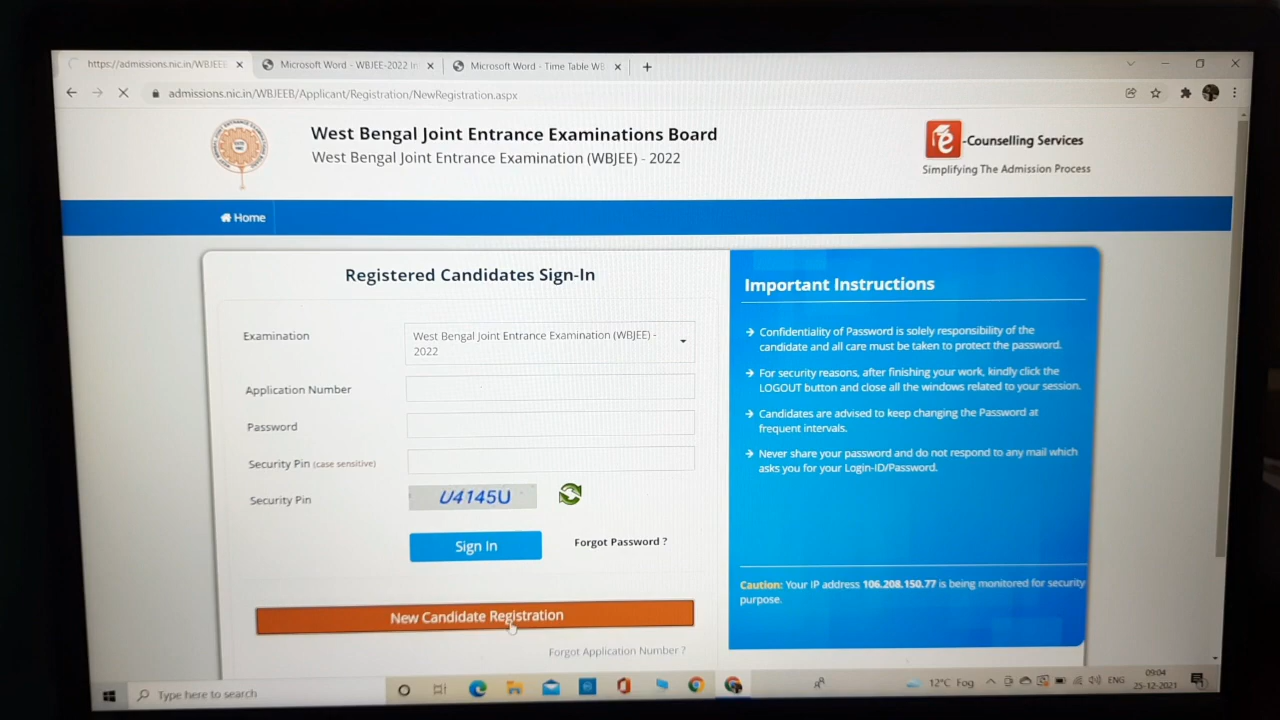 https://admissions.nic.in/WBJEEB
Microsoft Word - WBJEE-2022 In
Microsoft Word - Time Table WB
admissions.nic.in/WBJEEB/Applicant/Registration/NewRegistration.aspx
West Bengal Joint Entrance Examinations Board
West Bengal Joint Entrance Examination (WBJEE) - 2022
e-Counselling Services
Simplifying The Admission Process
Home
Registered Candidates Sign-In
Examination
West Bengal Joint Entrance Examination (WBJEE) -
2022
Application Number
Password
Security Pin (case sensitive)
Security Pin
U4145U
Sign In
Forgot Password ?
New Candidate Registration
Forgot Application Number ?
Important Instructions
Confidentiality of Password is solely responsibility of the
candidate and all care must be taken to protect the password.
For security reasons, after finishing your work, kindly click the
LOGOUT button and close all the windows related to your session.
Candidates are advised to keep changing the Password at
frequent intervals.
Never share your password and do not respond to any mail which
asks you for your Login-ID/Password.
Caution: Your IP address 106.208.150.77 is being monitored for security
purpose.
Type here to search
12°C Fog
ENG
09:04
25-12-2021